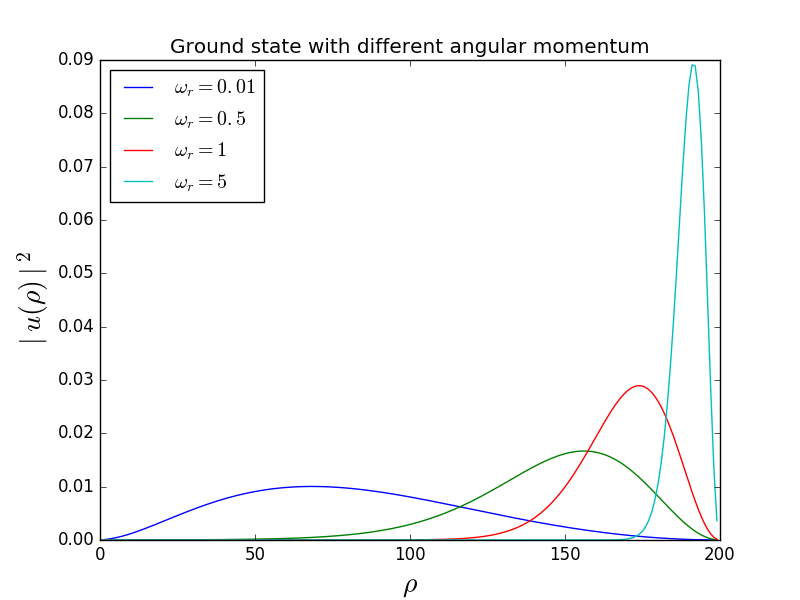 Ground state with different angular momentum
0.09
0.08
0.07
0.06
0.05
0.04
0.03
0.02
0.01
0.00
ω_r = 0.01
ω_r = 0.5
ω_r = 1
ω_r = 5
| u(ρ) |²
0 50 100 150 200
ρ